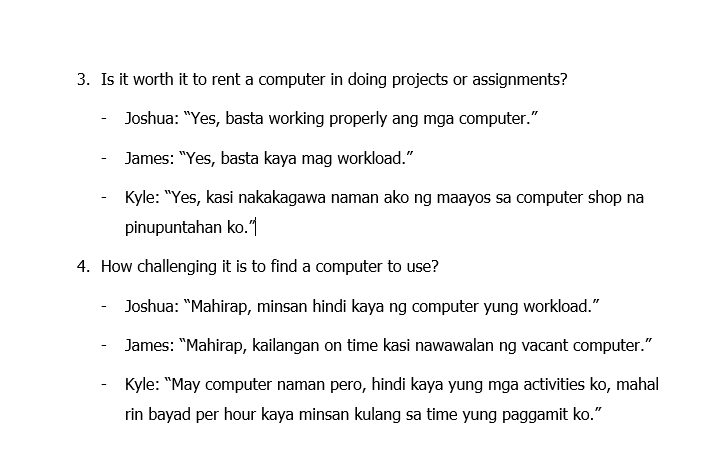 3. Is it worth it to rent a computer in doing projects or assignments?
- Joshua: “Yes, basta working properly ang mga computer.”
- James: “Yes, basta kaya mag workload.”
- Kyle: “Yes, kasi nakakagawa naman ako ng maayos sa computer shop na
pinupuntahan ko.”
4. How challenging it is to find a computer to use?
- Joshua: “Mahirap, minsan hindi kaya ng computer yung workload.”
- James: “Mahirap, kailangan on time kasi nawawalan ng vacant computer.”
- Kyle: “May computer naman pero, hindi kaya yung mga activities ko, mahal
rin bayad per hour kaya minsan kulang sa time yung paggamit ko.”